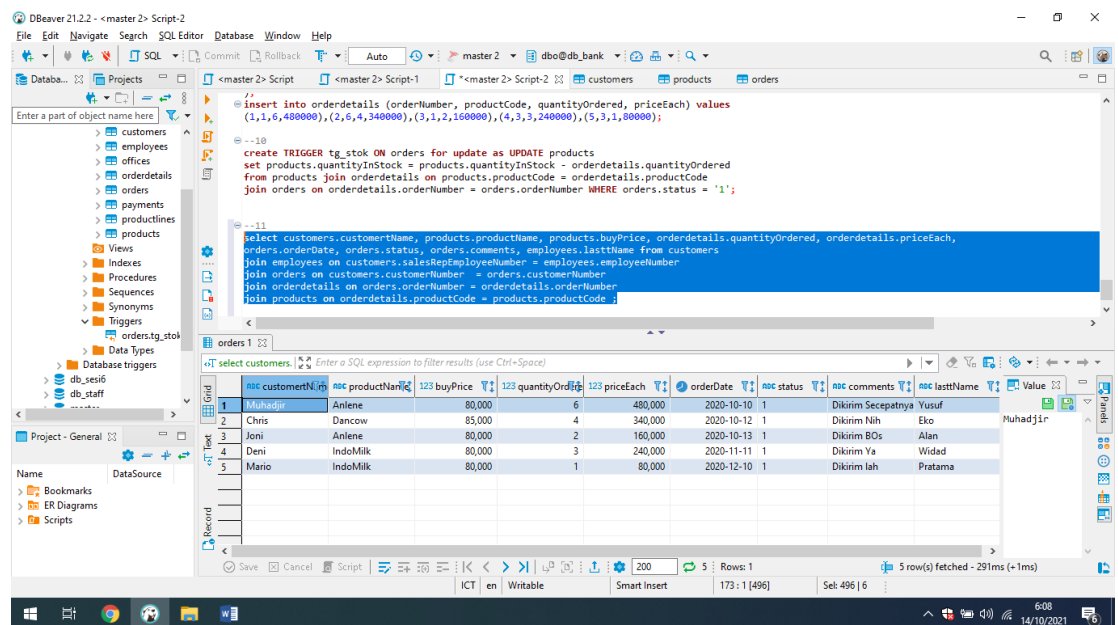 DBeaver 21.2.2 - <master 2> Script-2
File Edit Navigate Search SQL Editor Database Window Help
SQL Commit Rollback Auto master 2 dbo@db_bank
Databa... Projects <master 2> Script <master 2> Script-1 *<master 2> Script-2 customers products orders
Enter a part of object name here
customers
employees
offices
orderdetails
orders
payments
productlines
products
Views
Indexes
Procedures
Sequences
Synonyms
Triggers
orders.tg_stok
Data Types
Database triggers
db_sesi6
db_staff
Project - General
Name DataSource
Bookmarks
ER Diagrams
Scripts
insert into orderdetails (orderNumber, productCode, quantityOrdered, priceEach) values
(1,1,6,480000),(2,6,4,340000),(3,1,2,160000),(4,3,3,240000),(5,3,1,80000);
--10
create TRIGGER tg_stok ON orders for update as UPDATE products
set products.quantityInStock = products.quantityInStock - orderdetails.quantityOrdered
from products join orderdetails on products.productCode = orderdetails.productCode
join orders on orderdetails.orderNumber = orders.orderNumber WHERE orders.status = '1';
--11
select customers.customertName, products.productName, products.buyPrice, orderdetails.quantityOrdered, orderdetails.priceEach,
orders.orderDate, orders.status, orders.comments, employees.lasttName from customers
join employees on customers.salesRepEmployeeNumber = employees.employeeNumber
join orders on customers.customerNumber = orders.customerNumber
join orderdetails on orders.orderNumber = orderdetails.orderNumber
join products on orderdetails.productCode = products.productCode ;
orders 1
select customers. Enter a SQL expression to filter results (use Ctrl+Space)
Grid
Text
Record
ABC productNam 123 buyPrice 123 quantityOrd 123 priceEach orderDate ABC status ABC comments ABC lasttName Value
1 Muhadjir Anlene 80,000 6 480,000 2020-10-10 1 Dikirim Secepatnya Yusuf
2 Chris Dancow 85,000 4 340,000 2020-10-12 1 Dikirim Nih Eko
3 Joni Anlene 80,000 2 160,000 2020-10-13 1 Dikirim BOs Alan
4 Deni IndoMilk 80,000 3 240,000 2020-11-11 1 Dikirim Ya Widad
5 Mario IndoMilk 80,000 1 80,000 2020-12-10 1 Dikirim lah Pratama
Muhadjir
Panels
Save Cancel Script 200 5 Rows: 1 5 row(s) fetched - 291ms (+1ms)
ICT en Writable Smart Insert 173 : 1 [496] Sel: 496 | 6
6:08
14/10/2021
6